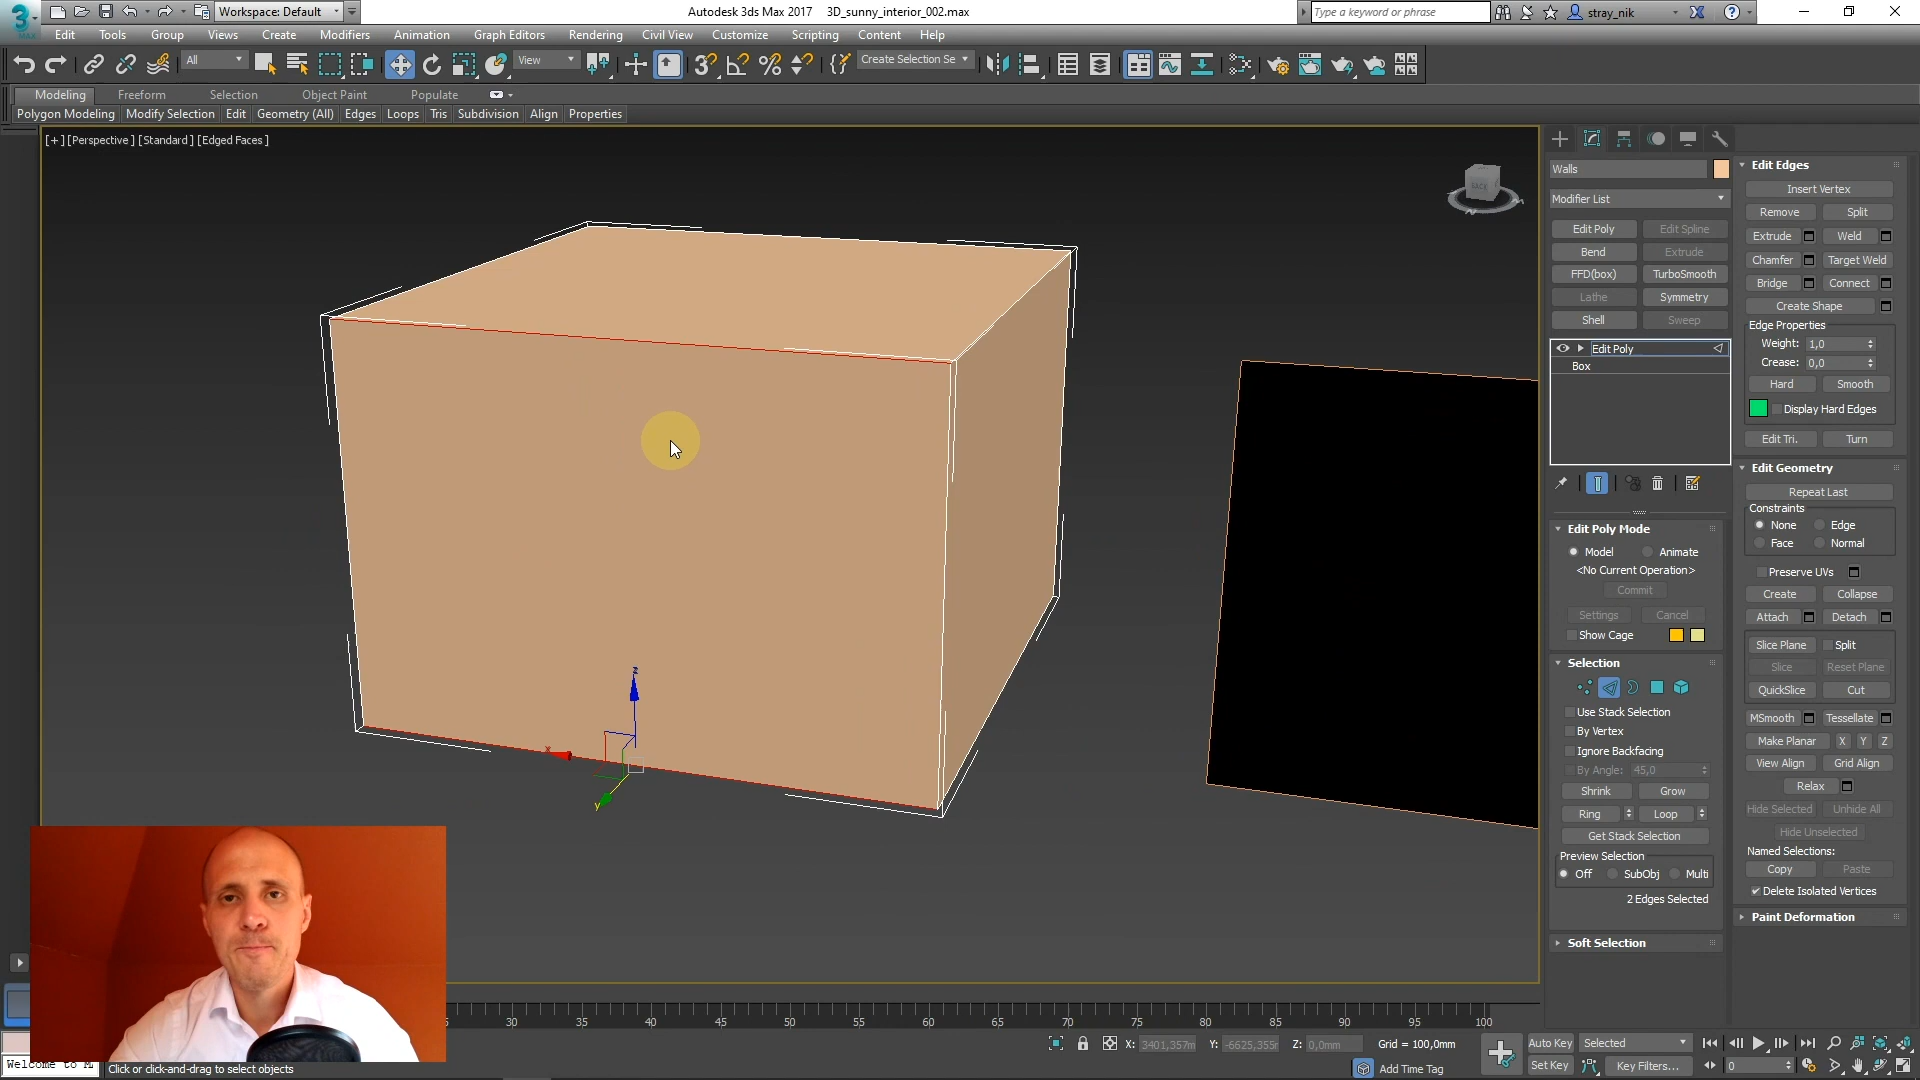 3 MAX Workspace: Default Autodesk 3ds Max 2017 3D_sunny_interior_002.max Type a keyword or phrase stray_nik
Edit Tools Group Views Create Modifiers Animation Graph Editors Rendering Civil View Customize Scripting Content Help
All View Create Selection Se
Modeling Freeform Selection Object Paint Populate
Polygon Modeling Modify Selection Edit Geometry (All) Edges Loops Tris Subdivision Align Properties
[+] [Perspective] [Standard] [Edged Faces]
BACK
x y z
Walls
Modifier List
Edit Poly Edit Spline
Bend Extrude
FFD(box) TurboSmooth
Lathe Symmetry
Shell Sweep
Edit Poly
Box
Edit Poly Mode
Model Animate
<No Current Operation>
Commit
Settings Cancel
Show Cage
Selection
Use Stack Selection
By Vertex
Ignore Backfacing
By Angle: 45,0
Shrink Grow
Ring Loop
Get Stack Selection
Preview Selection
Off SubObj Multi
2 Edges Selected
Soft Selection
Edit Edges
Insert Vertex
Remove Split
Extrude Weld
Chamfer Target Weld
Bridge Connect
Create Shape
Edge Properties
Weight: 1,0
Crease: 0,0
Hard Smooth
Display Hard Edges
Edit Tri. Turn
Edit Geometry
Repeat Last
Constraints
None Edge
Face Normal
Preserve UVs
Create Collapse
Attach Detach
Slice Plane Split
Slice Reset Plane
QuickSlice Cut
MSmooth Tessellate
Make Planar X Y Z
View Align Grid Align
Relax
Hide Selected Unhide All
Hide Unselected
Named Selections:
Copy Paste
Delete Isolated Vertices
Paint Deformation
30 35 40 45 50 55 60 65 70 75 80 85 90 95 100
X: 3401,357m Y: -6625,355r Z: 0,0mm Grid = 100,0mm Auto Key Selected
Welcome to M Click or click-and-drag to select objects Add Time Tag Set Key Key Filters... 0